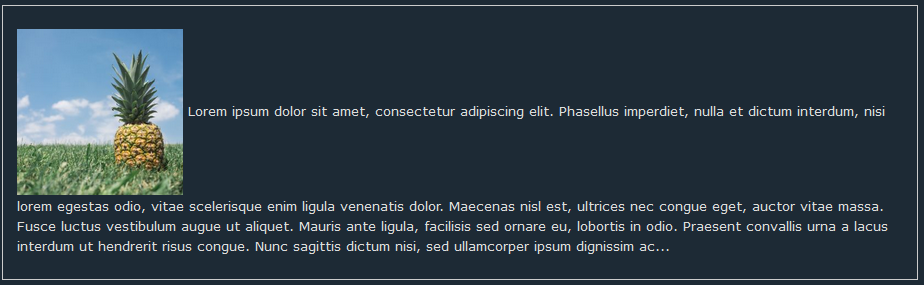 Lorem ipsum dolor sit amet, consectetur adipiscing elit. Phasellus imperdiet, nulla et dictum interdum, nisi
lorem egestas odio, vitae scelerisque enim ligula venenatis dolor. Maecenas nisl est, ultrices nec congue eget, auctor vitae massa.
Fusce luctus vestibulum augue ut aliquet. Mauris ante ligula, facilisis sed ornare eu, lobortis in odio. Praesent convallis urna a lacus
interdum ut hendrerit risus congue. Nunc sagittis dictum nisi, sed ullamcorper ipsum dignissim ac...